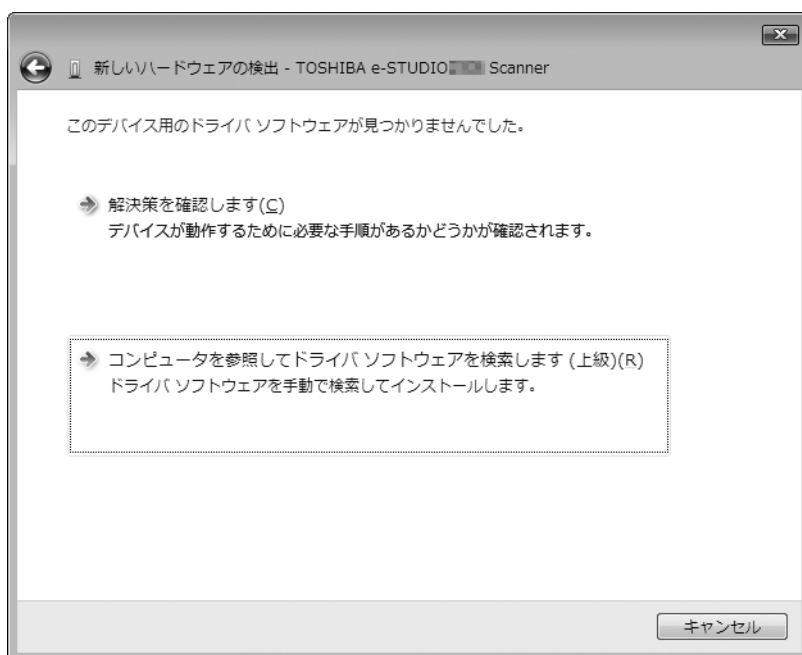 新しいハードウェアの検出 - TOSHIBA e-STUDIO Scanner
このデバイス用のドライバ ソフトウェアが見つかりませんでした。
解決策を確認します(C)
デバイスが動作するために必要な手順があるかどうかが確認されます。
コンピュータを参照してドライバ ソフトウェアを検索します (上級)(R)
ドライバ ソフトウェアを手動で検索してインストールします。
キャンセル